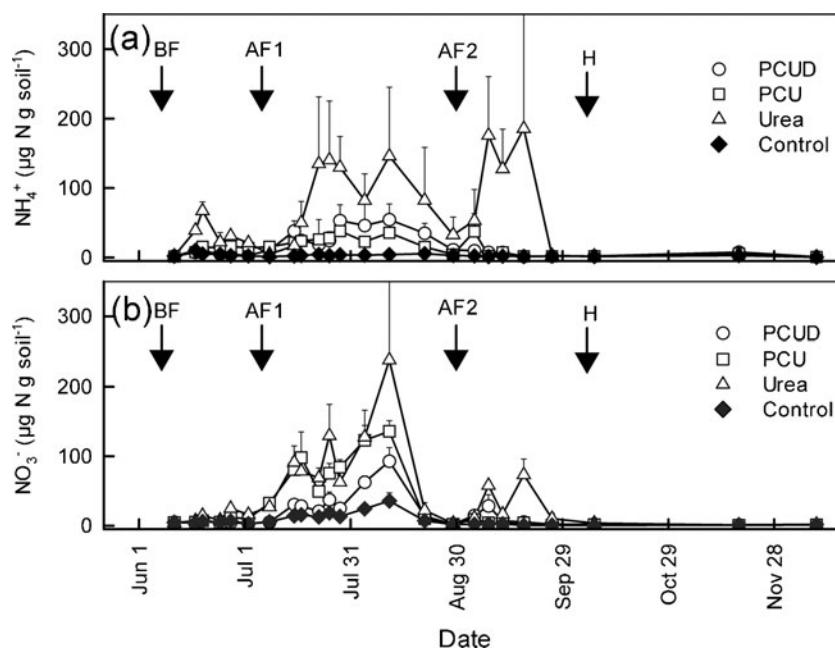 (a)
BF
AF1
AF2
H
PCUD
PCU
Urea
Control
NH₄⁺ (µg N g soil⁻¹)
300
200
100
0
(b)
BF
AF1
AF2
H
PCUD
PCU
Urea
Control
NO₃⁻ (µg N g soil⁻¹)
300
200
100
0
Jun 1
Jul 1
Jul 31
Aug 30
Sep 29
Oct 29
Nov 28
Date